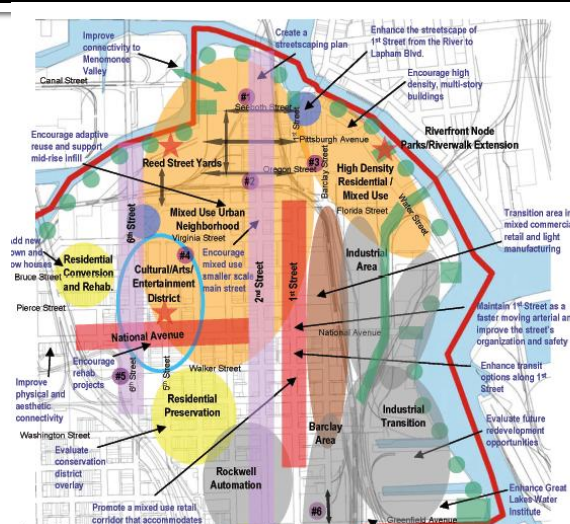 Improve
connectivity to
Menomonee
Valley
Create a
streetscaping plan
Enhance the streetscape of
1st Street from the River to
Lapham Blvd.
Canal Street
#1
Seeboth Street
1st Street
Encourage high
density, multi-story
buildings
Encourage adaptive
reuse and support
mid-rise infill
Pittsburgh Avenue
Riverfront Node
Parks/Riverwalk Extension
Reed Street Yards
Oregon Street
#3
#2
Barclay Street
High Density
Residential /
Mixed Use
Water Street
Florida Street
Mixed Use Urban
Neighborhood
Virginia Street
6th Street
Transition area in
mixed commercial
retail and light
manufacturing
Add new
Bruce Street
Residential
Conversion
and Rehab.
#4
Cultural/Arts/
Entertainment
District
Encourage
mixed use
smaller scale
main street
2nd Street
1st Street
Industrial
Area
Pierce Street
Maintain 1st Street as a
faster moving arterial and
improve the street's
organization and safety
National Avenue
National Avenue
Encourage
rehab
projects
Walker Street
#5
6th Street
5th Street
Enhance transit
options along 1st
Street
Improve
physical and
aesthetic
connectivity
Residential
Preservation
Barclay
Area
Industrial
Transition
Evaluate future
redevelopment
opportunities
Washington Street
Evaluate
conservation
district
overlay
Rockwell
Automation
Enhance Great
Lakes Water
Institute
Promote a mixed use retail
corridor that accommodates
#6
Greenfield Avenue